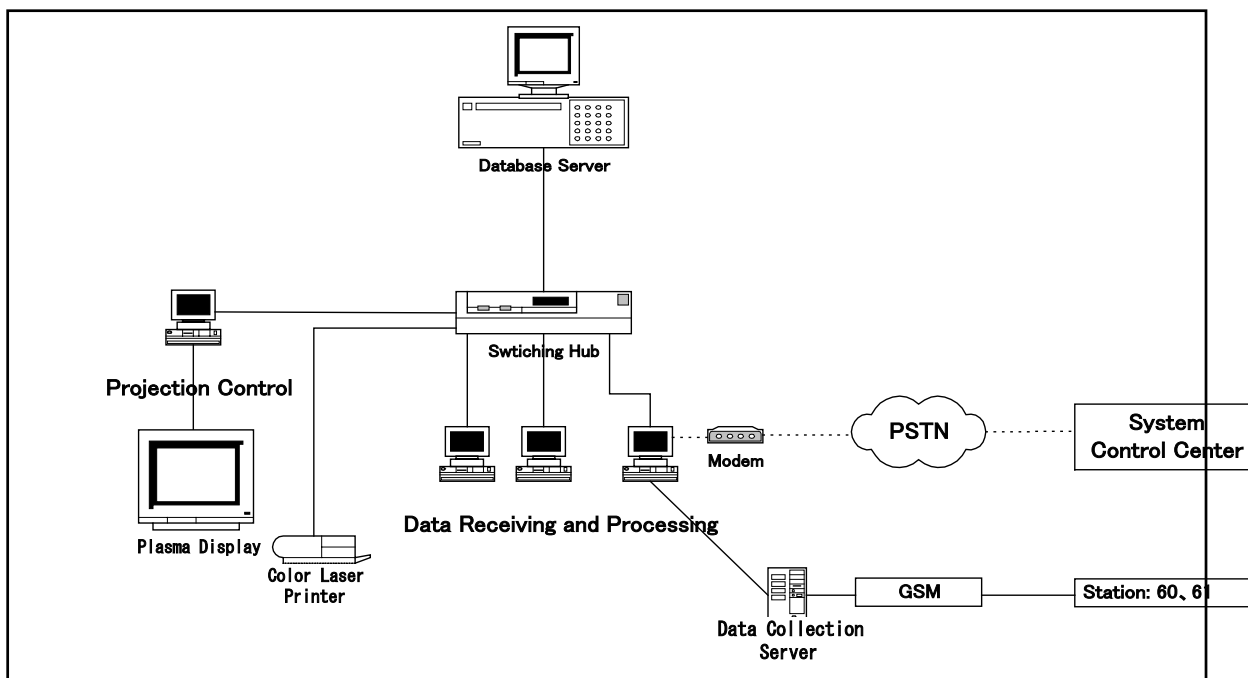 Database Server
Swtiching Hub
Projection Control
Plasma Display
Color Laser
Printer
Data Receiving and Processing
Modem
PSTN
System
Control Center
GSM
Station: 60、61
Data Collection
Server